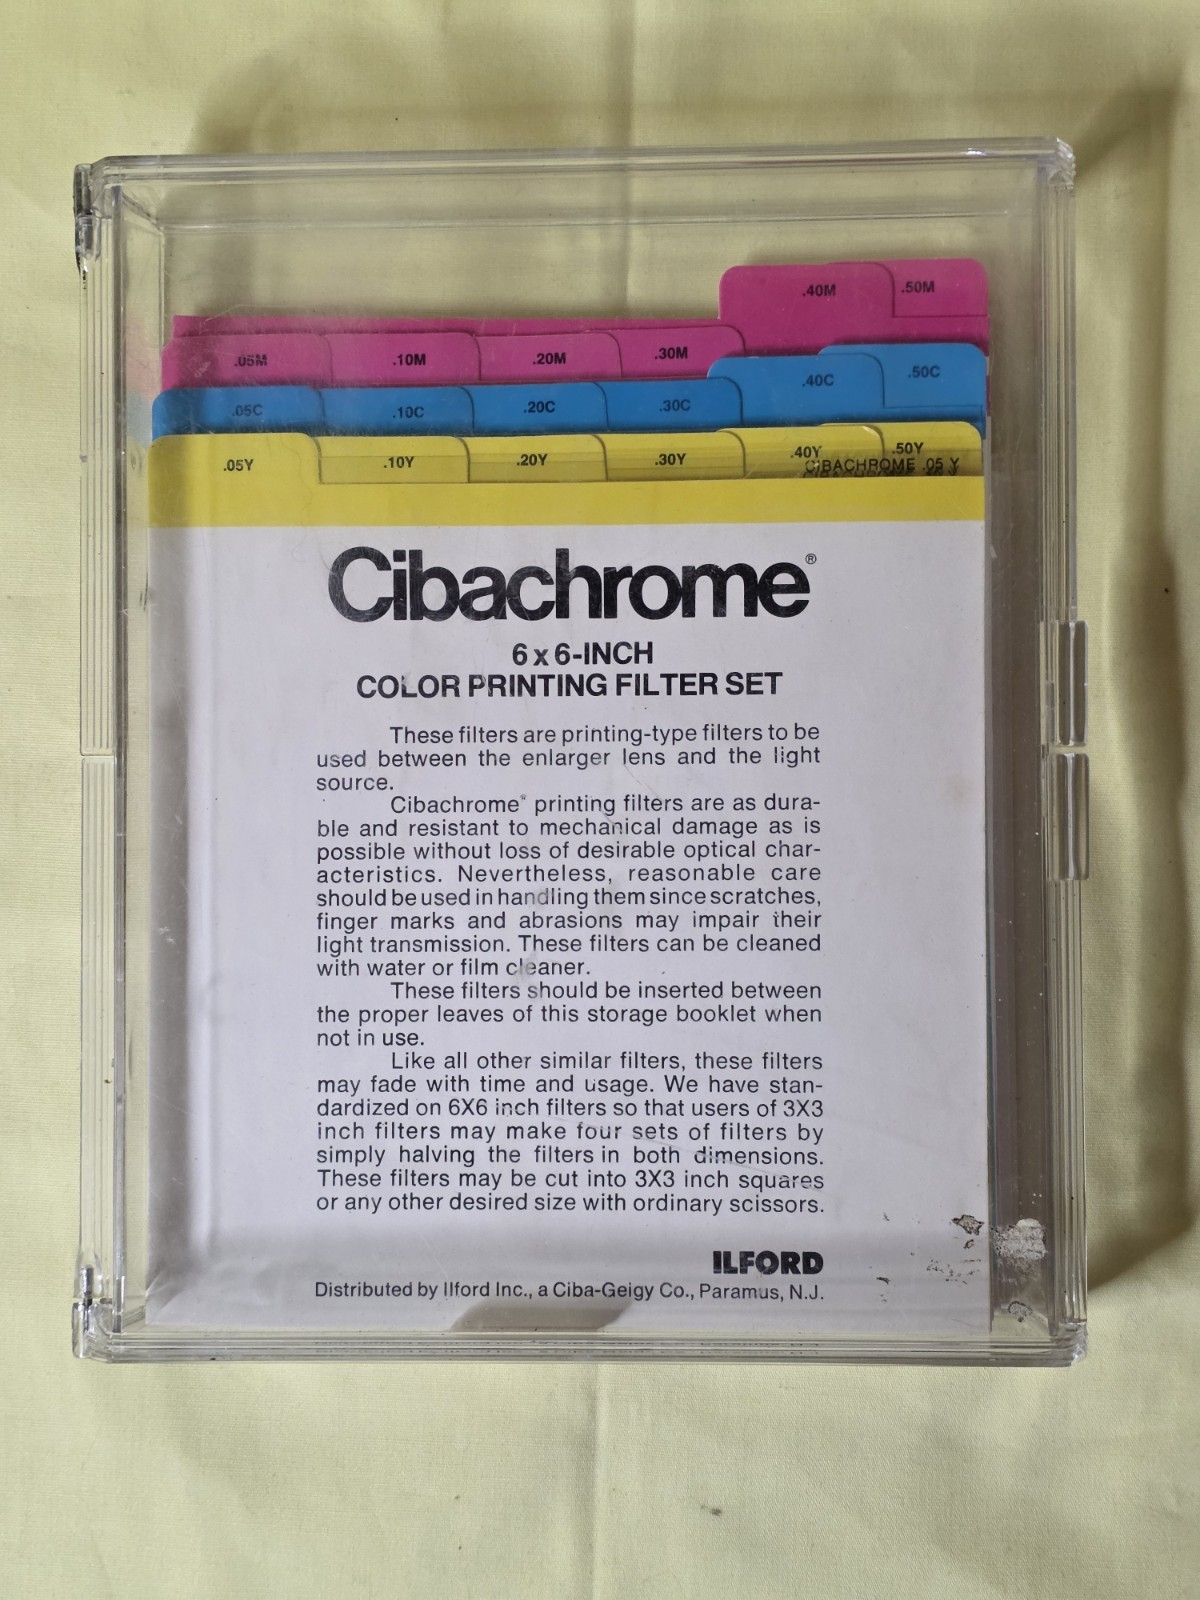 .40M .50M
.05M .10M .20M .30M
.40C .50C
.05C .10C .20C .30C
.05Y .10Y .20Y .30Y .40Y .50Y
CIBACHROME .05 Y
Cibachrome®
6 x 6-INCH
COLOR PRINTING FILTER SET
These filters are printing-type filters to be
used between the enlarger lens and the light
source.
Cibachrome® printing filters are as dura-
ble and resistant to mechanical damage as is
possible without loss of desirable optical char-
acteristics. Nevertheless, reasonable care
should be used in handling them since scratches,
finger marks and abrasions may impair their
light transmission. These filters can be cleaned
with water or film cleaner.
These filters should be inserted between
the proper leaves of this storage booklet when
not in use.
Like all other similar filters, these filters
may fade with time and usage. We have stan-
dardized on 6X6 inch filters so that users of 3X3
inch filters may make four sets of filters by
simply halving the filters in both dimensions.
These filters may be cut into 3X3 inch squares
or any other desired size with ordinary scissors.
ILFORD
Distributed by Ilford Inc., a Ciba-Geigy Co., Paramus, N.J.